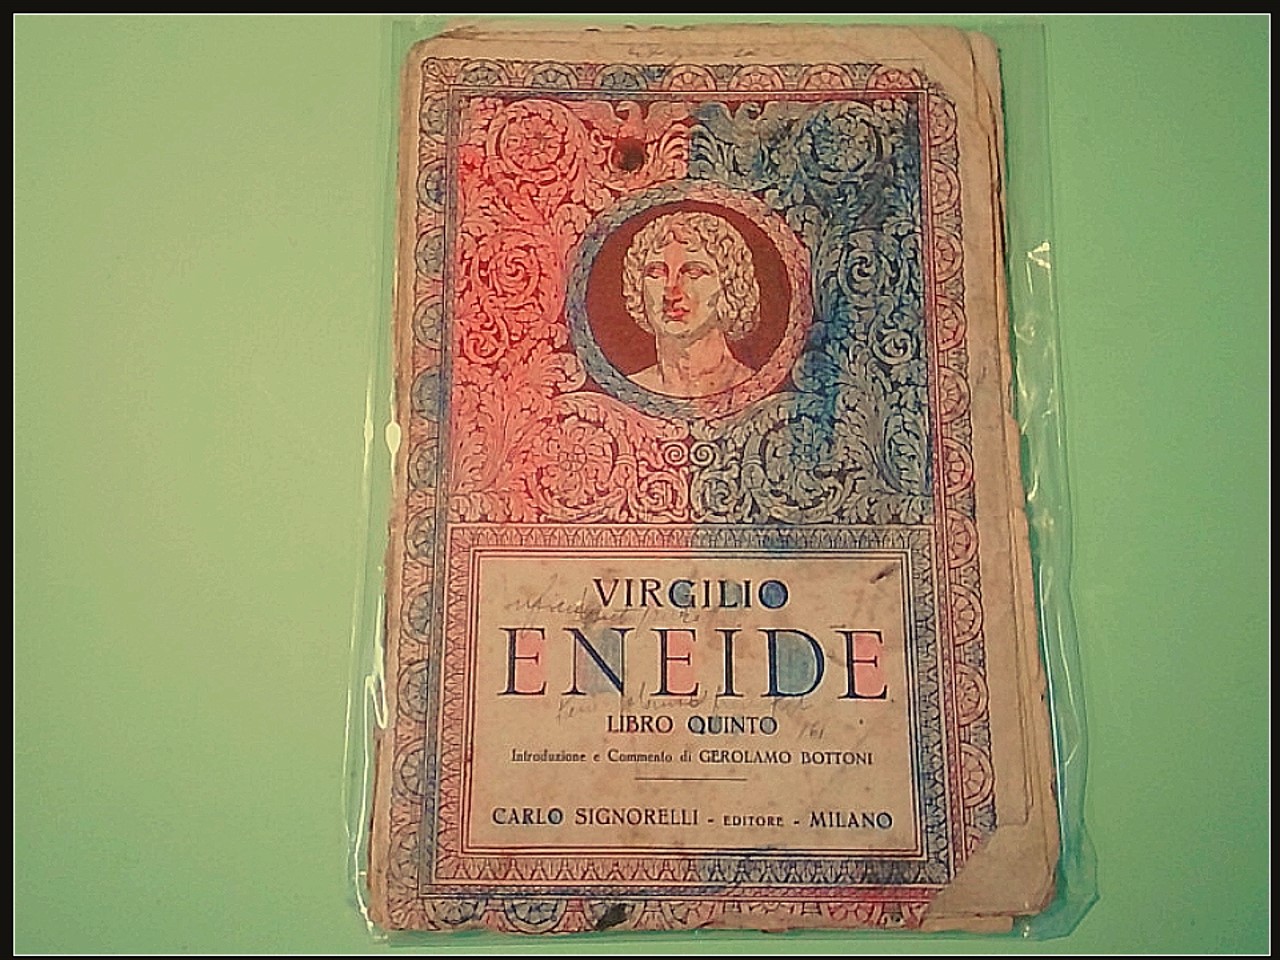 VIRGILIO
ENEIDE
LIBRO QUINTO
Introduzione e Commento di GEROLAMO BOTTONI
CARLO SIGNORELLI - EDITORE - MILANO